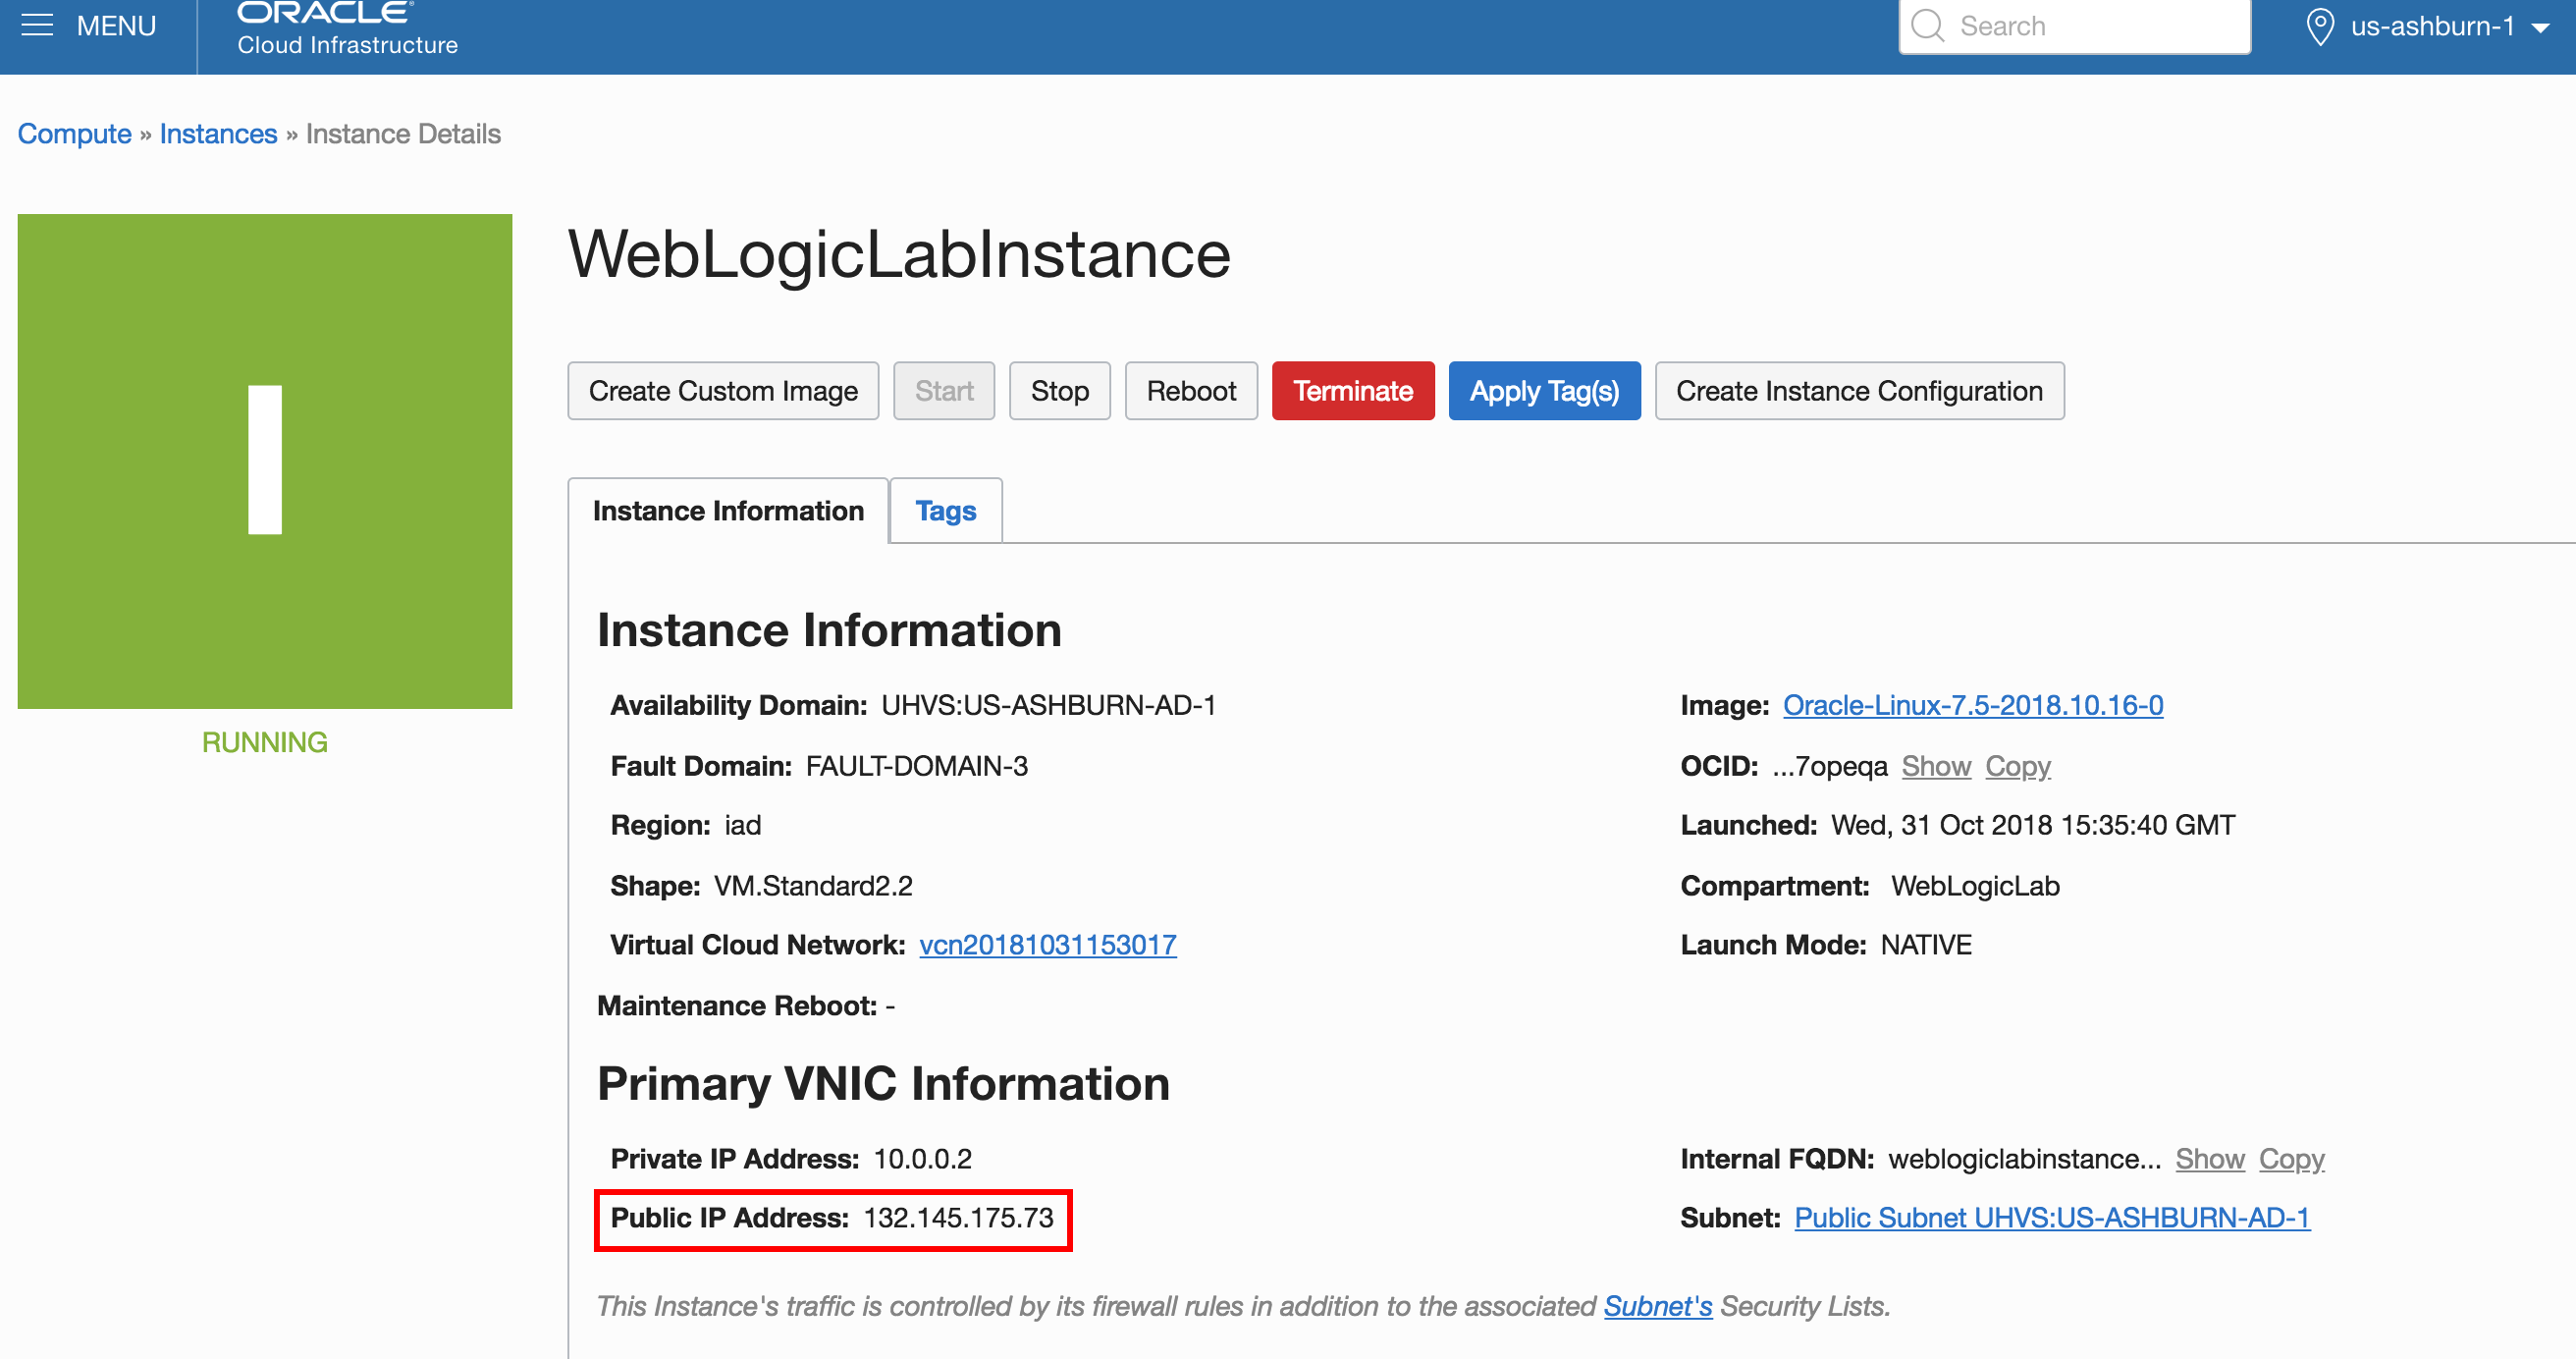 MENU
ORACLE
Cloud Infrastructure
Search
us-ashburn-1
Compute » Instances » Instance Details
I
RUNNING
WebLogicLabInstance
Create Custom Image Start Stop Reboot Terminate Apply Tag(s) Create Instance Configuration
Instance Information Tags
Instance Information
Availability Domain: UHVS:US-ASHBURN-AD-1
Fault Domain: FAULT-DOMAIN-3
Region: iad
Shape: VM.Standard2.2
Virtual Cloud Network: vcn20181031153017
Maintenance Reboot: -
Image: Oracle-Linux-7.5-2018.10.16-0
OCID: ...7opeqa Show Copy
Launched: Wed, 31 Oct 2018 15:35:40 GMT
Compartment: WebLogicLab
Launch Mode: NATIVE
Primary VNIC Information
Private IP Address: 10.0.0.2
Public IP Address: 132.145.175.73
Internal FQDN: weblogiclabinstance... Show Copy
Subnet: Public Subnet UHVS:US-ASHBURN-AD-1
This Instance's traffic is controlled by its firewall rules in addition to the associated Subnet's Security Lists.